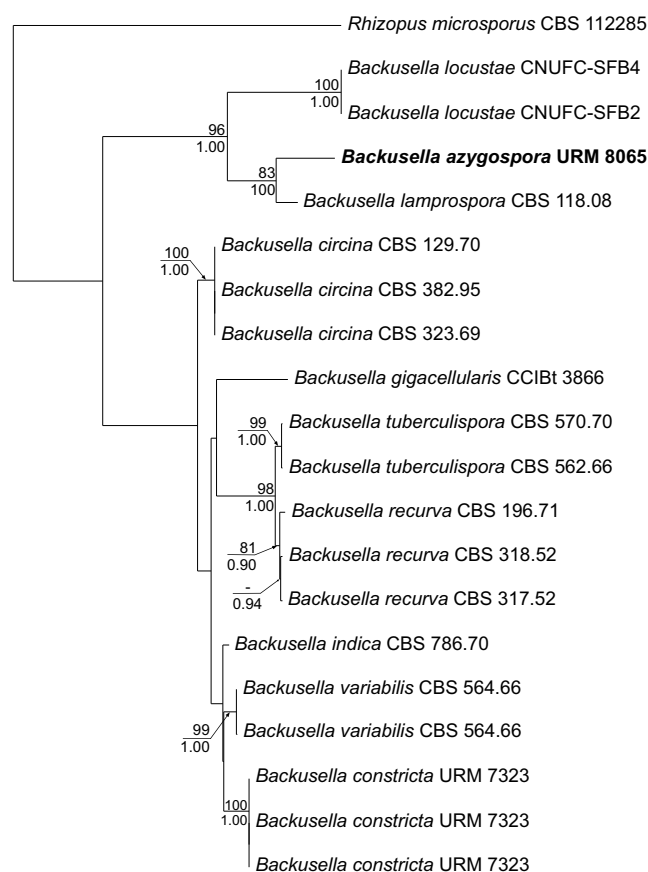 Rhizopus microsporus CBS 112285
Backusella locustae CNUFC-SFB4
100
1.00
Backusella locustae CNUFC-SFB2
96
1.00
Backusella azygospora URM 8065
83
100
Backusella lamprospora CBS 118.08
Backusella circina CBS 129.70
100
1.00
Backusella circina CBS 382.95
Backusella circina CBS 323.69
Backusella gigacellularis CCIBt 3866
Backusella tuberculispora CBS 570.70
99
1.00
Backusella tuberculispora CBS 562.66
98
1.00
Backusella recurva CBS 196.71
81
0.90
Backusella recurva CBS 318.52
-
0.94
Backusella recurva CBS 317.52
Backusella indica CBS 786.70
Backusella variabilis CBS 564.66
99
1.00
Backusella variabilis CBS 564.66
Backusella constricta URM 7323
100
1.00
Backusella constricta URM 7323
Backusella constricta URM 7323